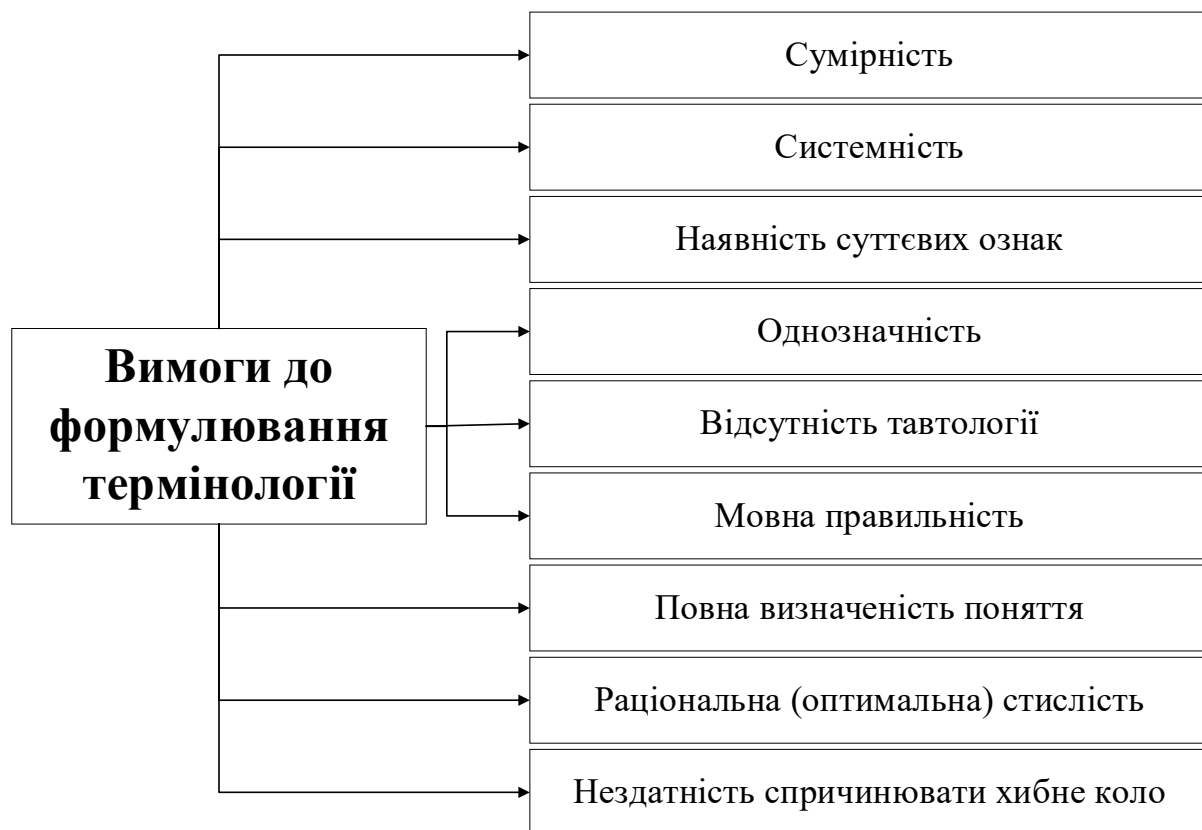 Сумірність
Системність
Наявність суттєвих ознак
Вимоги до
формулювання
термінології
Однозначність
Відсутність тавтології
Мовна правильність
Повна визначеність поняття
Раціональна (оптимальна) стислість
Нездатність спричинювати хибне коло